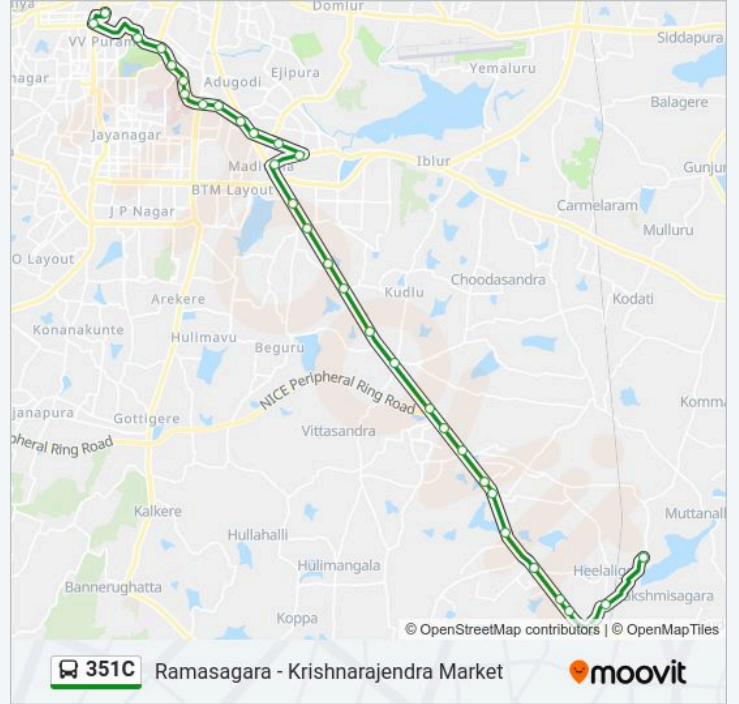 Domlur
iya
VV Puram
Siddapura
nagar
Adugodi
Ejipura
Yemaluru
Balagere
Jayanagar
Iblur
Gunjur
BTM Layout
J P Nagar
Carmelaram
Mulluru
O Layout
Choodasandra
Arekere
Kudlu
Kodati
Konanakunte
Hulimavu
Beguru
NICE Peripheral Ring Road
Komma
janapura
Gottigere
Vittasandra
pheral Ring Road
Kalkere
Muttanall
Hullahalli
Hulimangala
Heelalig
Bannerughatta
kshmisagara
Koppa
© OpenStreetMap contributors | © OpenMapTiles
351C Ramasagara - Krishnarajendra Market moovit